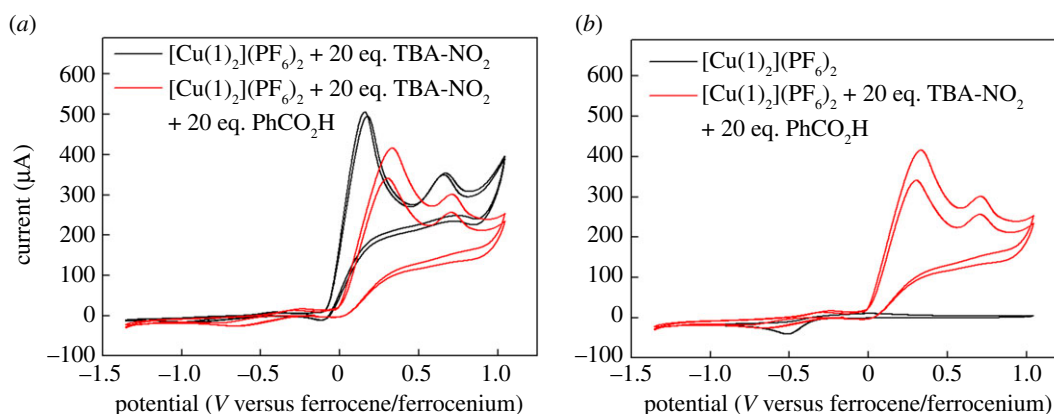 (a)
[Cu(1)₂](PF₆)₂ + 20 eq. TBA-NO₂
[Cu(1)₂](PF₆)₂ + 20 eq. TBA-NO₂
+ 20 eq. PhCO₂H
600
500
400
300
200
100
0
−100
current (µA)
−1.5
−1.0
−0.5
0
0.5
1.0
potential (V versus ferrocene/ferrocenium)
(b)
[Cu(1)₂](PF₆)₂
[Cu(1)₂](PF₆)₂ + 20 eq. TBA-NO₂
+ 20 eq. PhCO₂H
600
500
400
300
200
100
0
−100
−1.5
−1.0
−0.5
0
0.5
1.0
potential (V versus ferrocene/ferrocenium)